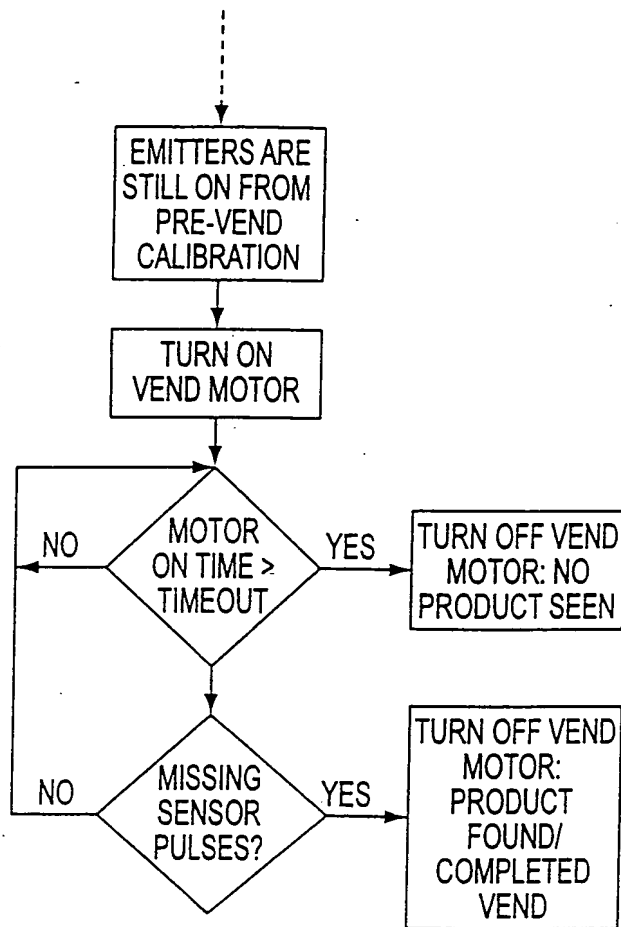 EMITTERS ARE
STILL ON FROM
PRE-VEND
CALIBRATION
TURN ON
VEND MOTOR
NO
MOTOR
ON TIME ≥
TIMEOUT
YES
TURN OFF VEND
MOTOR: NO
PRODUCT SEEN
NO
MISSING
SENSOR
PULSES?
YES
TURN OFF VEND
MOTOR:
PRODUCT
FOUND/
COMPLETED
VEND